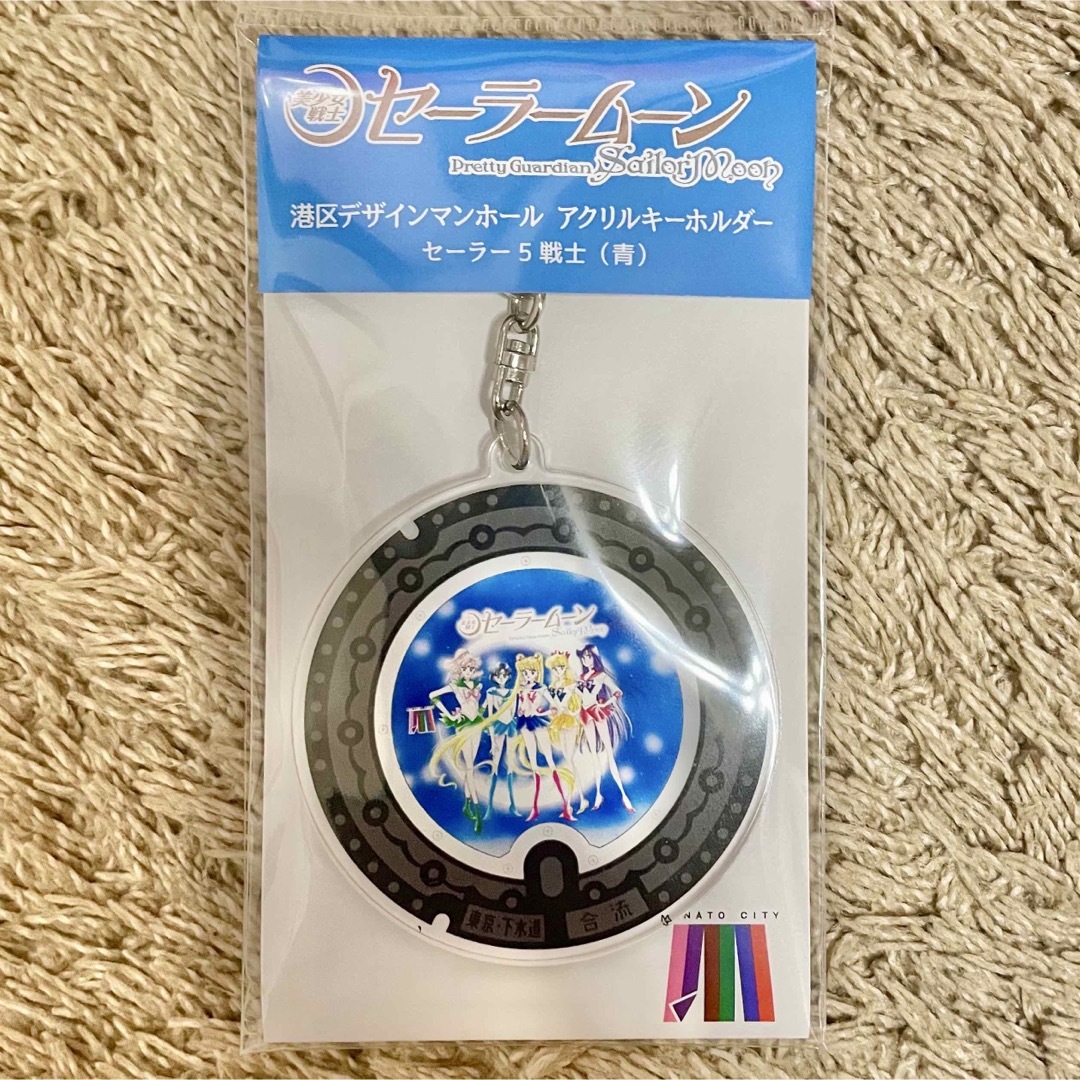 美少女
戦士
セーラームーン
Pretty Guardian Sailor Moon
港区デザインマンホール アクリルキーホルダー
セーラー5戦士（青）
セーラームーン
Sailor Moon
東京・下水道 合流
NATO CITY